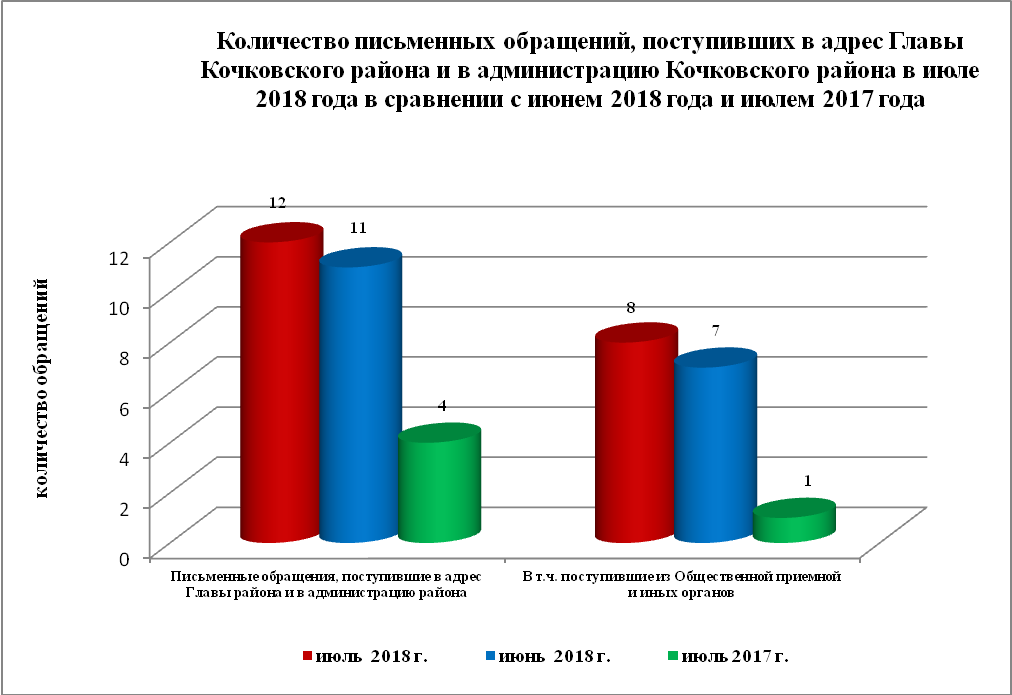 Количество письменных обращений, поступивших в адрес Главы
Кочковского района и в администрацию Кочковского района в июле
2018 года в сравнении с июнем 2018 года и июлем 2017 года
количество обращений
12
10
8
6
4
2
0
12
11
4
8
7
1
Письменные обращения, поступившие в адрес
Главы района и в администрацию района
В т.ч. поступившие из Общественной приемной
и иных органов
июль 2018 г.
июнь 2018 г.
июль 2017 г.